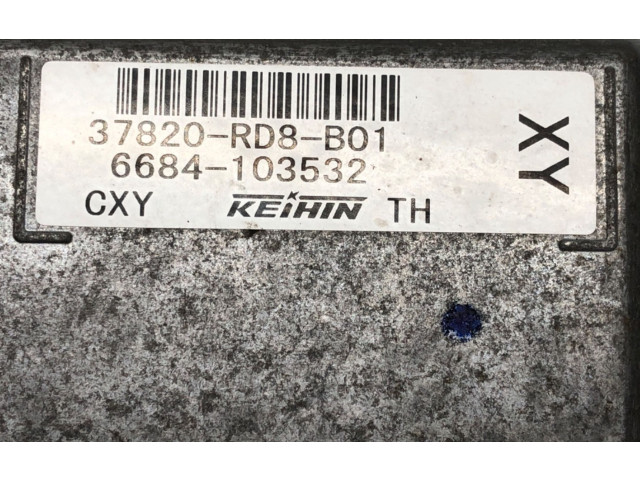 37820-RD8-B01
6684-103532
CXY KEIHIN TH
XY